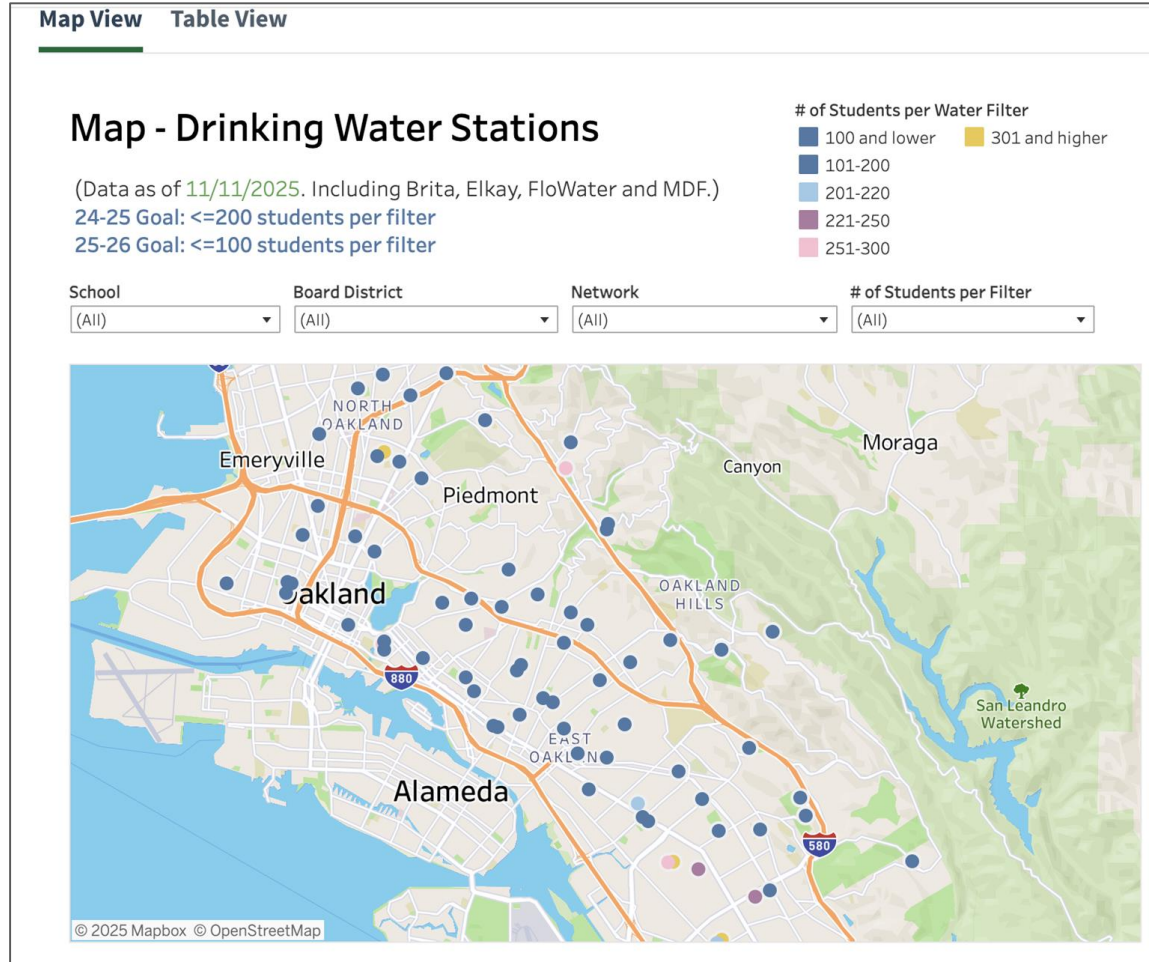 Map View Table View
Map - Drinking Water Stations
(Data as of 11/11/2025. Including Brita, Elkay, FloWater and MDF.)
24-25 Goal: <=200 students per filter
25-26 Goal: <=100 students per filter
# of Students per Water Filter
100 and lower 301 and higher
101-200
201-220
221-250
251-300
School Board District Network # of Students per Filter
(All) (All) (All) (All)
NORTH
OAKLAND
Emeryville
Piedmont
Canyon
Moraga
Oakland
OAKLAND
HILLS
880
San Leandro
Watershed
EAST
OAKLAN
Alameda
580
© 2025 Mapbox © OpenStreetMap